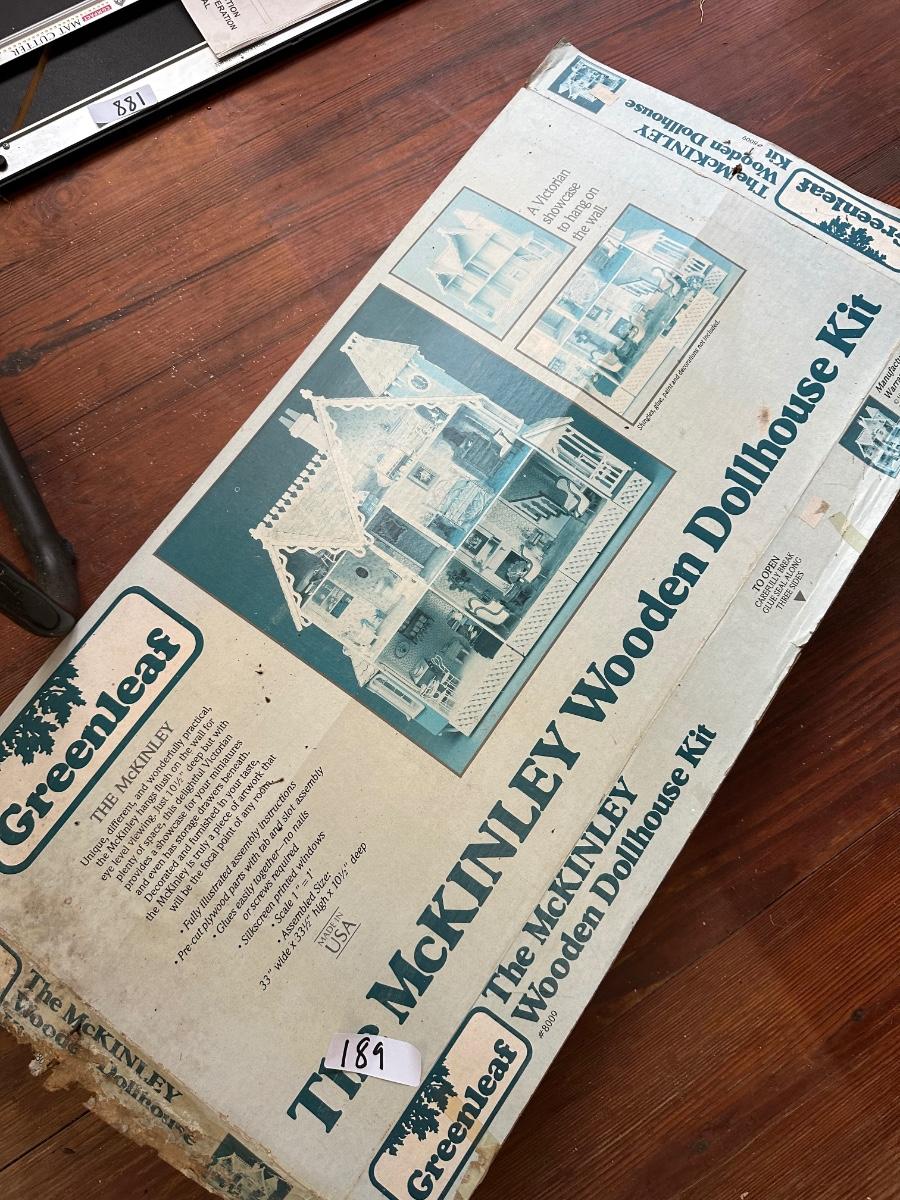 MAT CUTTER
COMPACT
881
#8009
The McKINLEY
Wooden Dollhouse
Kit
Greenleaf
A Victorian
showcase
to hang on
the wall.
Shingles, glue, paint and decorations not included.
Greenleaf
THE McKINLEY
Unique, different, and wonderfully practical,
the McKinley hangs flush on the wall for
eye level viewing. Just 10½" deep but with
plenty of space, this delightful Victorian
provides a showcase for your miniatures
and even has storage drawers beneath.
Decorated and furnished in your taste,
the McKinley is truly a piece of artwork that
will be the focal point of any room.
• Fully illustrated assembly instructions
• Pre-cut plywood parts with tab and slot assembly
• Glues easily together—no nails
or screws required
• Silkscreen printed windows
• Scale 1" = 1'
• Assembled Size:
33" wide x 33½" high x 10½" deep
MADE IN
USA
The McKINLEY Wooden Dollhouse Kit
189
TO OPEN
CAREFULLY BREAK
GLUE SEAL ALONG
THREE SIDES
Greenleaf
The McKINLEY
Wooden Dollhouse Kit
#8009
The McKINLEY
Woode
Dollhouse